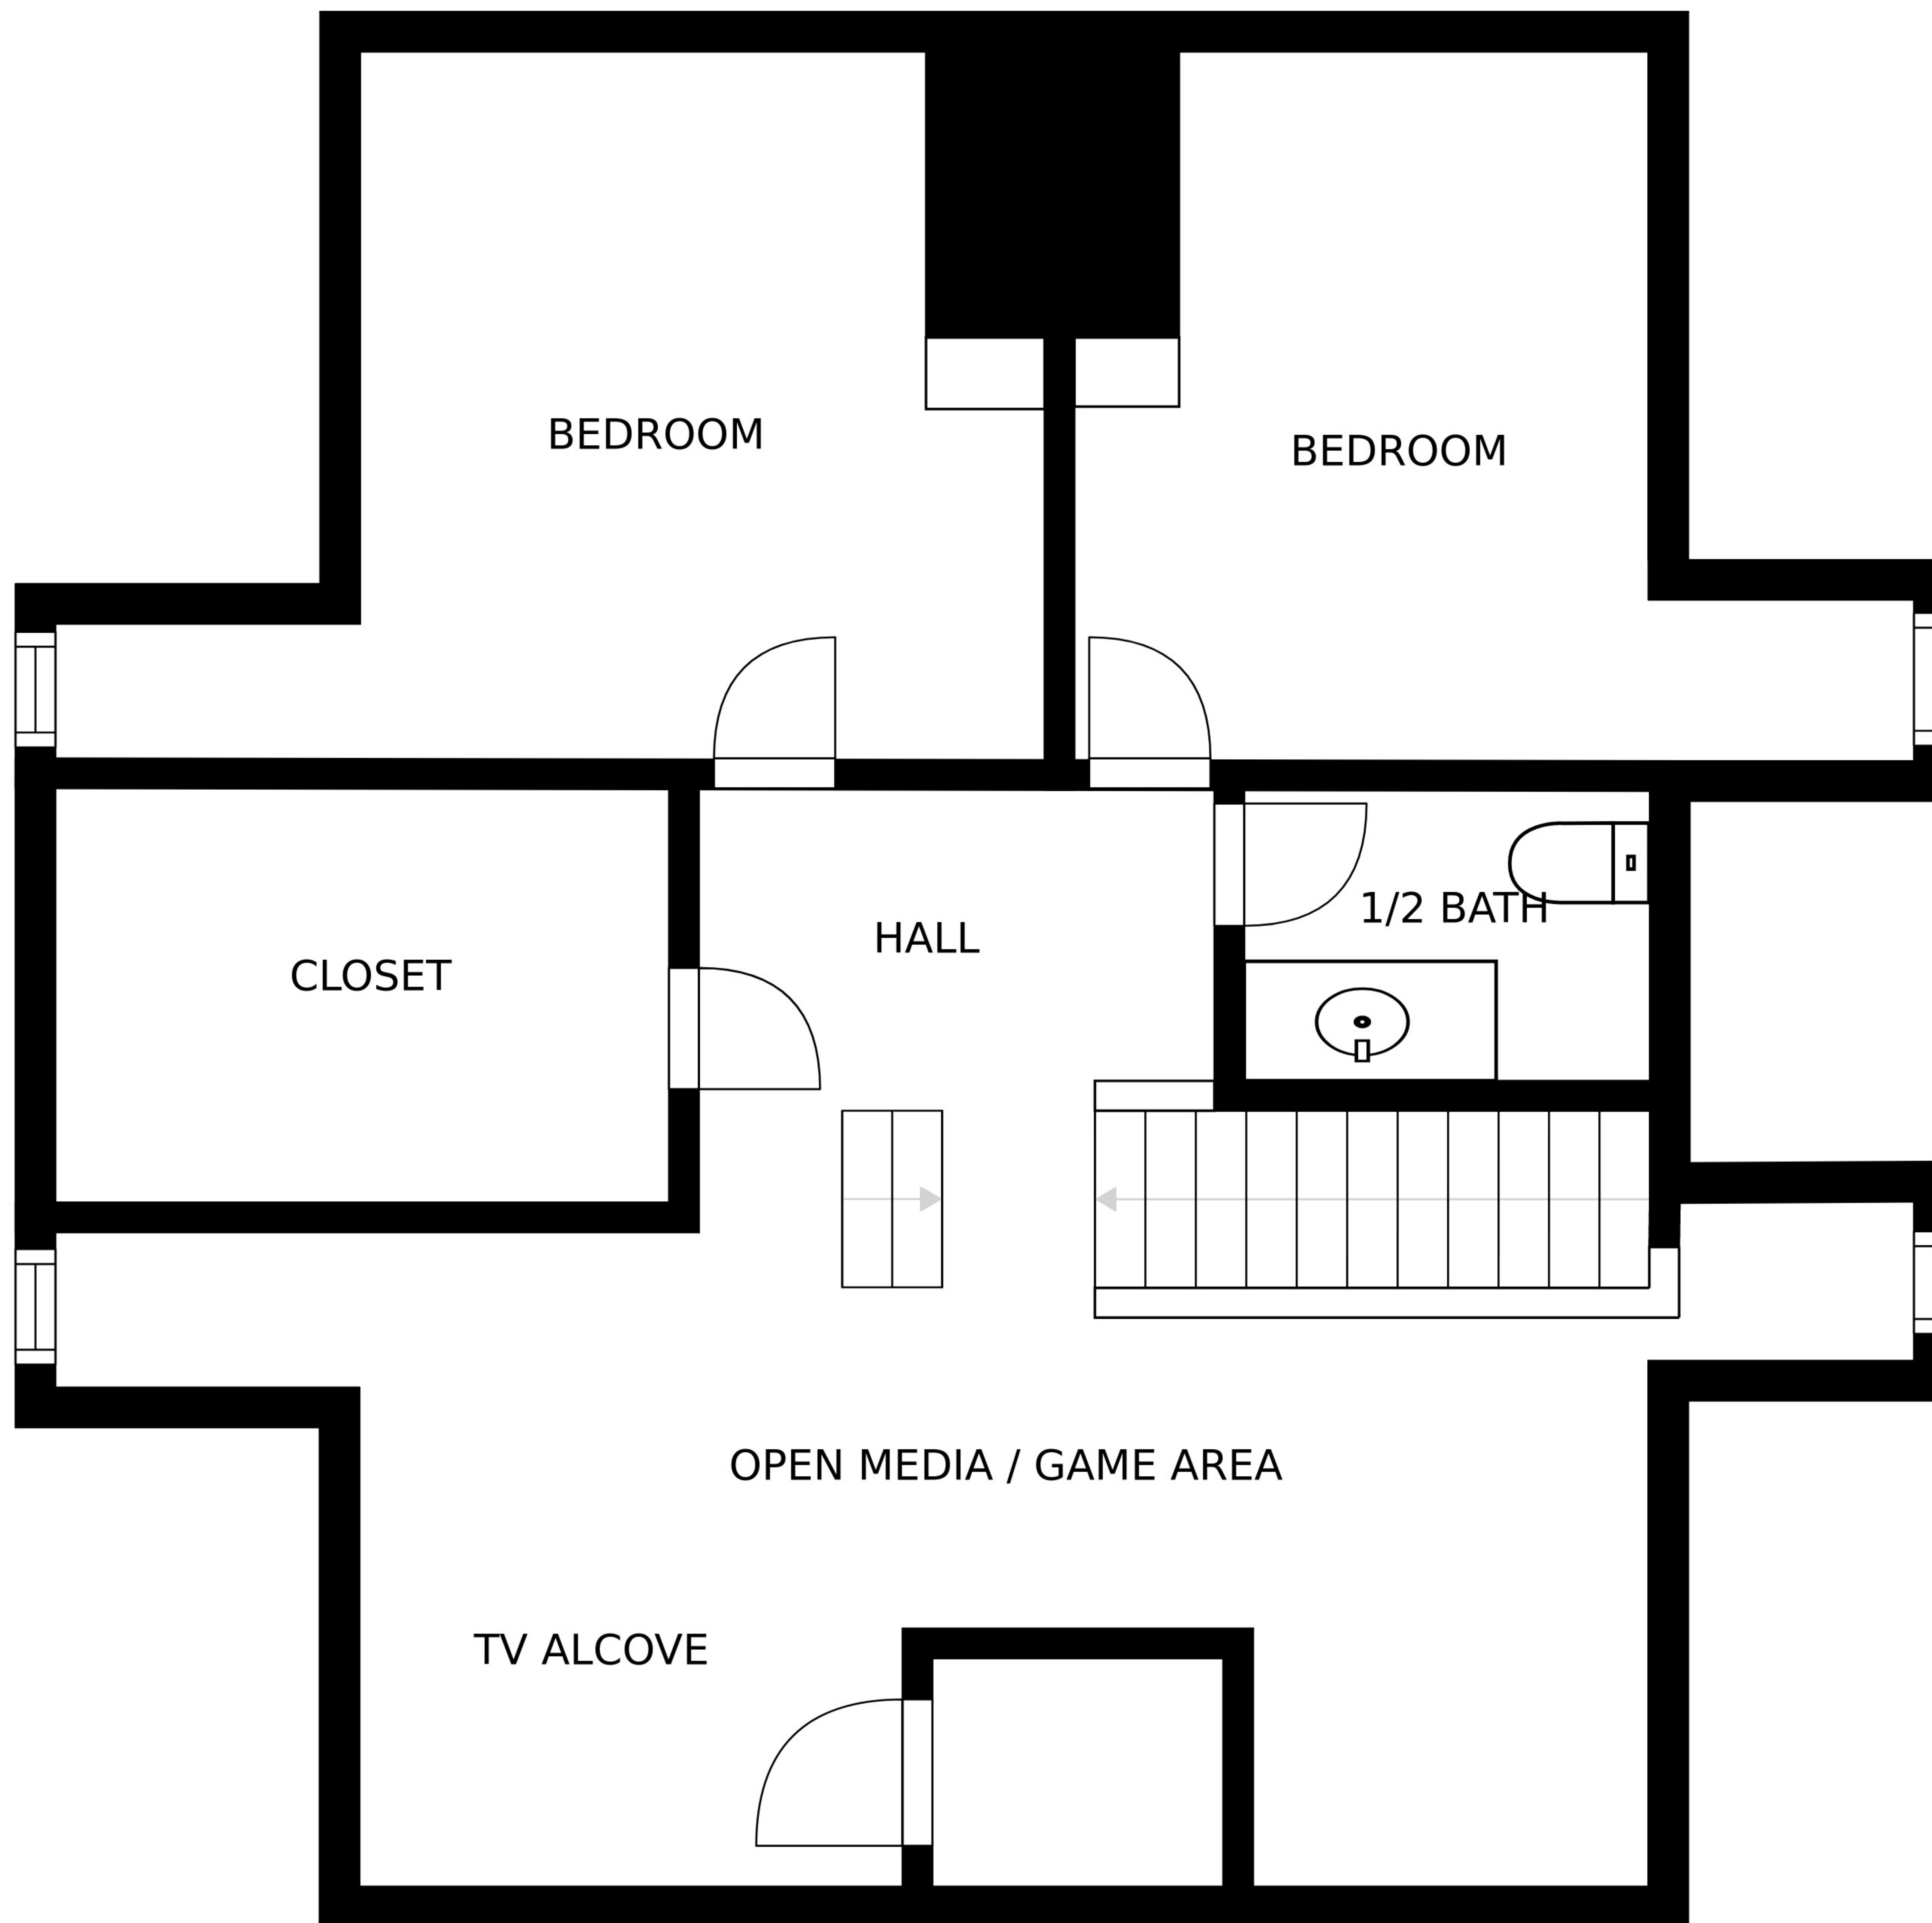 BEDROOM
BEDROOM
1/2 BATH
HALL
CLOSET
OPEN MEDIA / GAME AREA
TV ALCOVE